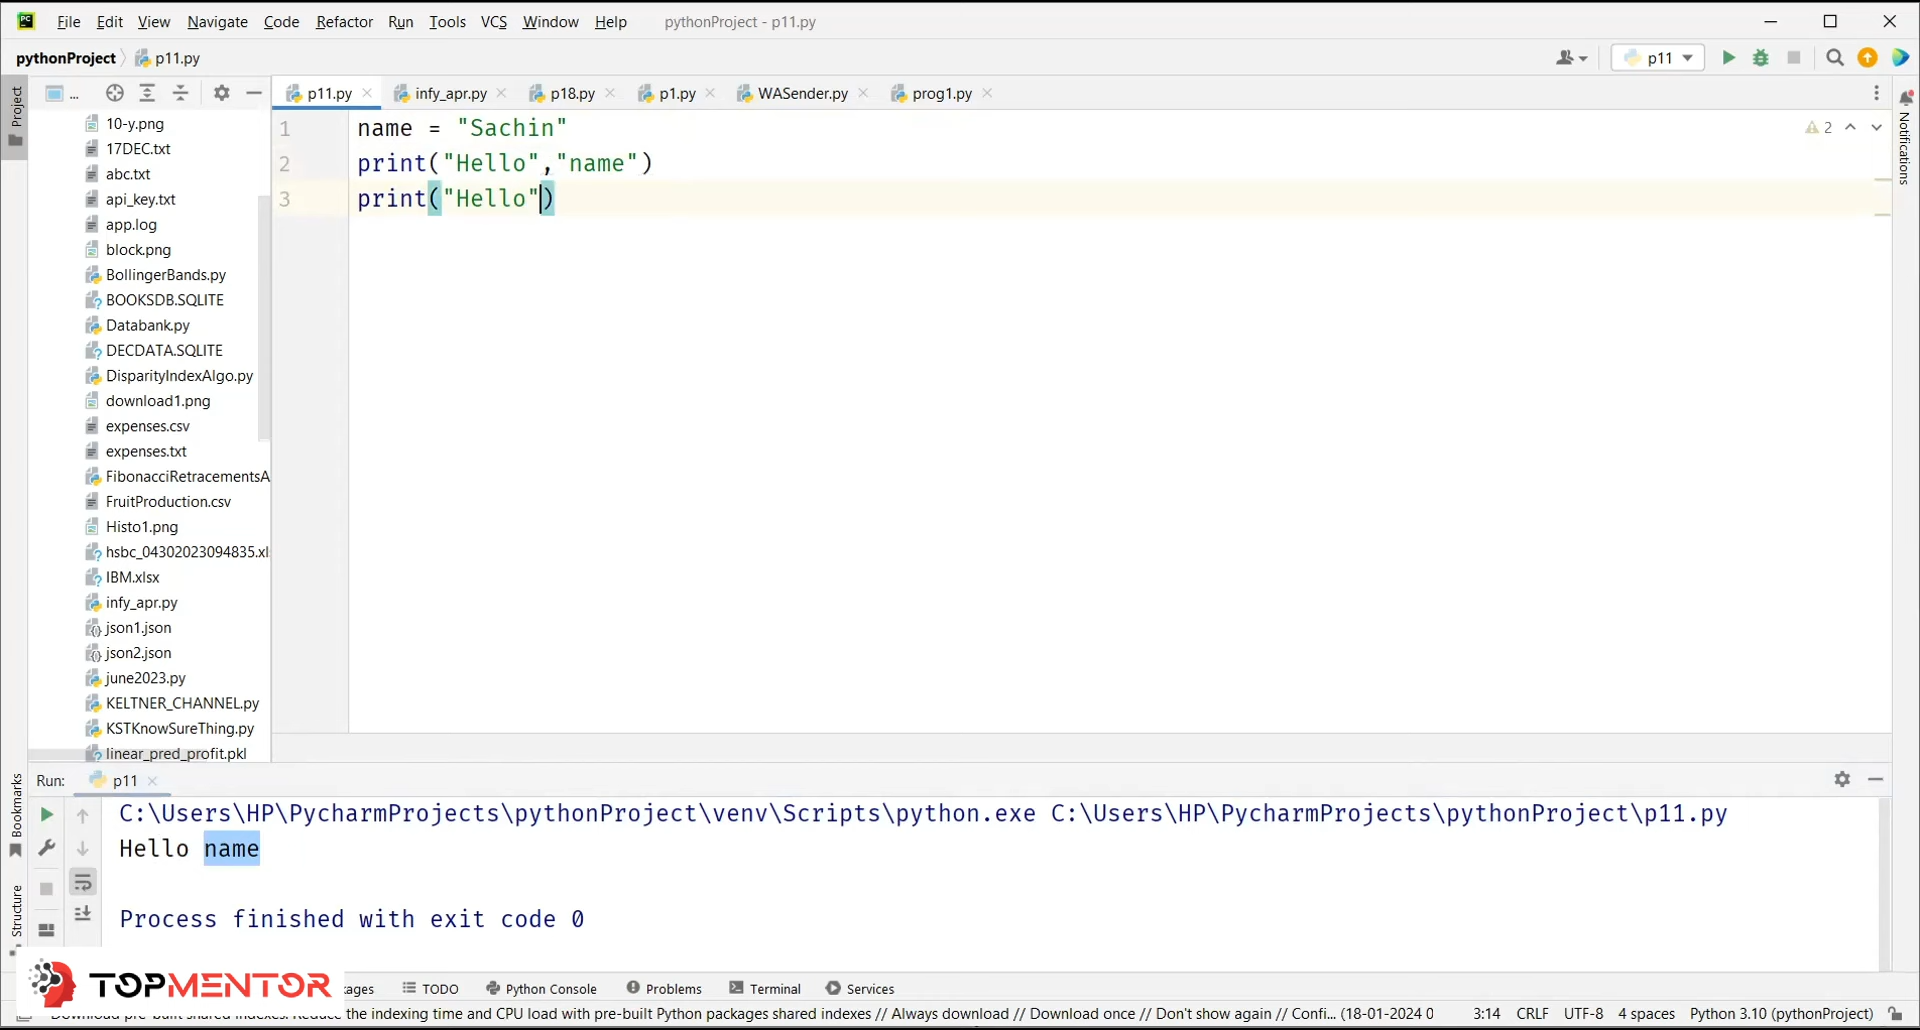 File Edit View Navigate Code Refactor Run Tools VCS Window Help pythonProject - p11.py
pythonProject p11.py
p11
Project
...
p11.py infy_apr.py p18.py p1.py WASender.py prog1.py
Notifications
10-y.png
17DEC.txt
abc.txt
api_key.txt
app.log
block.png
BollingerBands.py
BOOKSDB.SQLITE
Databank.py
DECDATA.SQLITE
DisparityIndexAlgo.py
download1.png
expenses.csv
expenses.txt
FibonacciRetracementsA
FruitProduction.csv
Histo1.png
hsbc_04302023094835.xl
IBM.xlsx
infy_apr.py
json1.json
json2.json
june2023.py
KELTNER_CHANNEL.py
KSTKnowSureThing.py
linear_pred_profit.pkl
1 name = "Sachin"
2 print("Hello","name")
3 print("Hello")
2
Run: p11
Bookmarks
Structure
C:\Users\HP\PycharmProjects\pythonProject\venv\Scripts\python.exe C:\Users\HP\PycharmProjects\pythonProject\p11.py
Hello name
Process finished with exit code 0
TOPMENTOR
kages TODO Python Console Problems Terminal Services
Download pre-built shared indexes: Reduce the indexing time and CPU load with pre-built Python packages shared indexes // Always download // Download once // Don't show again // Confi... (18-01-2024 0 3:14 CRLF UTF-8 4 spaces Python 3.10 (pythonProject)